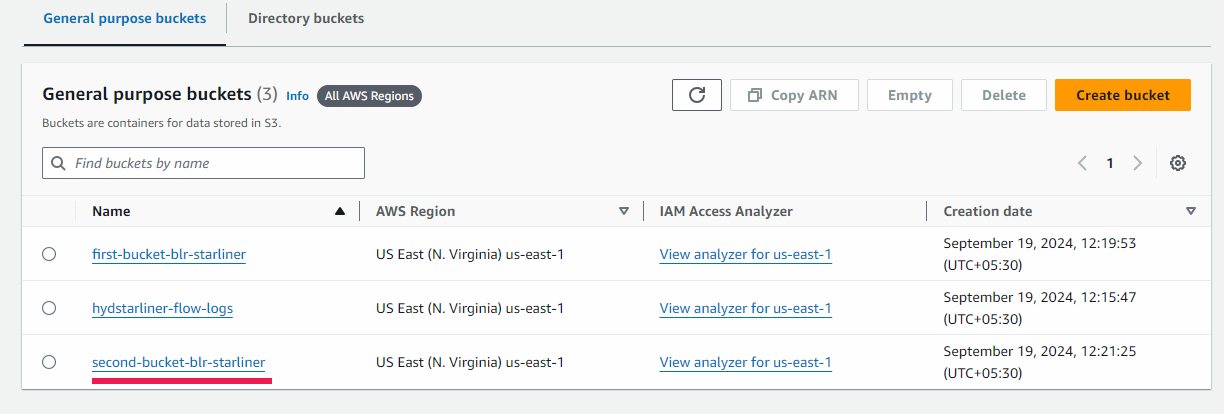 General purpose buckets Directory buckets
General purpose buckets (3) Info All AWS Regions Copy ARN Empty Delete Create bucket
Buckets are containers for data stored in S3.
Find buckets by name 1
Name AWS Region IAM Access Analyzer Creation date
first-bucket-blr-starliner US East (N. Virginia) us-east-1 View analyzer for us-east-1 September 19, 2024, 12:19:53
(UTC+05:30)
hydstarliner-flow-logs US East (N. Virginia) us-east-1 View analyzer for us-east-1 September 19, 2024, 12:15:47
(UTC+05:30)
second-bucket-blr-starliner US East (N. Virginia) us-east-1 View analyzer for us-east-1 September 19, 2024, 12:21:25
(UTC+05:30)